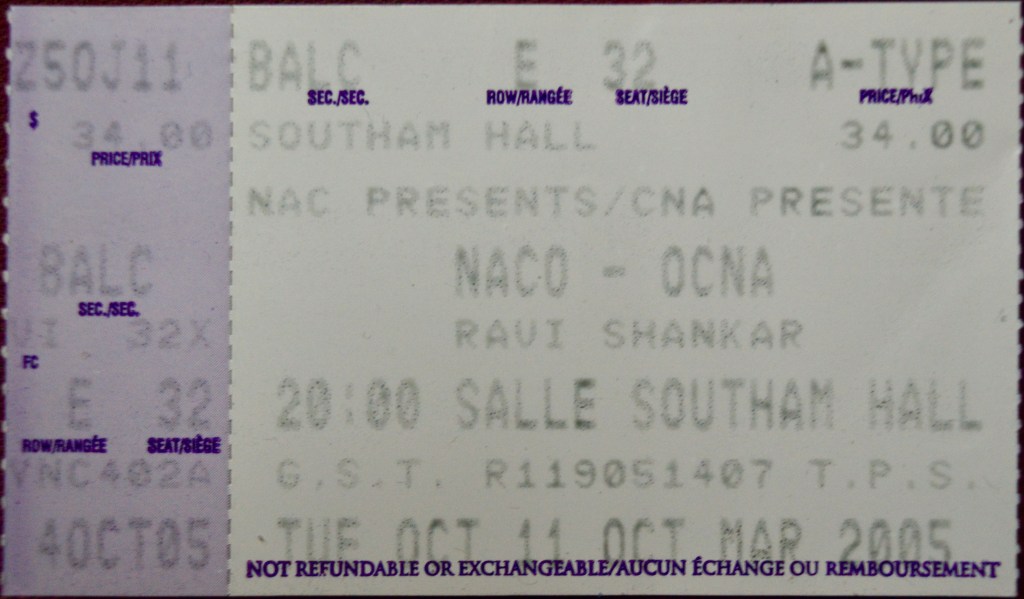 Z50J11 BALC E 32 A-TYPE
SEC./SEC. ROW/RANGÉE SEAT/SIÈGE PRICE/PRIX
$ 34.00 SOUTHAM HALL 34.00
PRICE/PRIX
NAC PRESENTS/CNA PRESENTE
BALC NACO - OCNA
SEC./SEC.
VI 32X RAVI SHANKAR
FC
E 32 20:00 SALLE SOUTHAM HALL
ROW/RANGÉE SEAT/SIÈGE
VNC402A G.S.T. R119051407 T.P.S.
4OCT05 TUE OCT 11 OCT MAR 2005
NOT REFUNDABLE OR EXCHANGEABLE/AUCUN ÉCHANGE OU REMBOURSEMENT